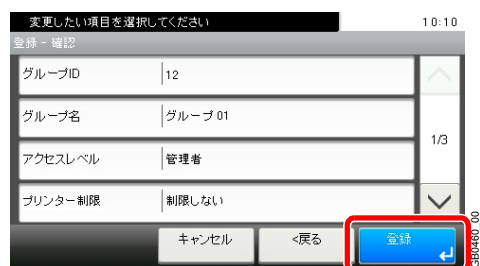 変更したい項目を選択してください 10:10
登録 - 確認
グループID 12
グループ名 グループ 01
1/3
アクセスレベル 管理者
プリンター制限 制限しない
キャンセル <戻る 登録
GB0460_00